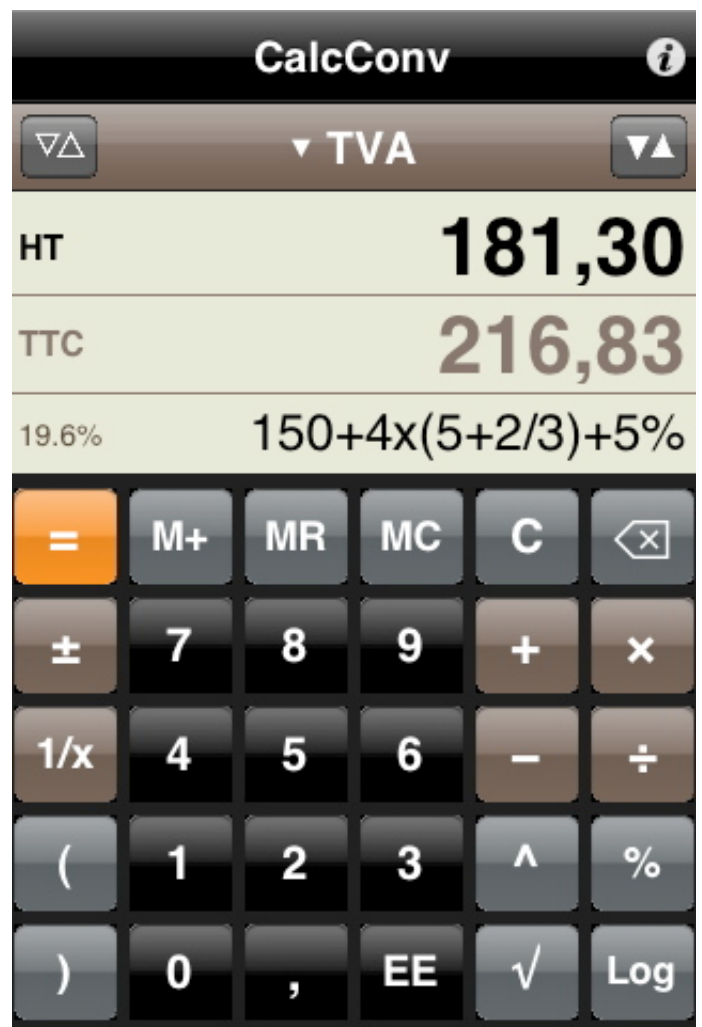 CalcConv i
▽△ ▼ TVA ▼▲
HT 181,30
TTC 216,83
19.6% 150+4x(5+2/3)+5%
= M+ MR MC C ⌫
± 7 8 9 + ×
1/x 4 5 6 − ÷
( 1 2 3 ^ %
) 0 , EE √ Log